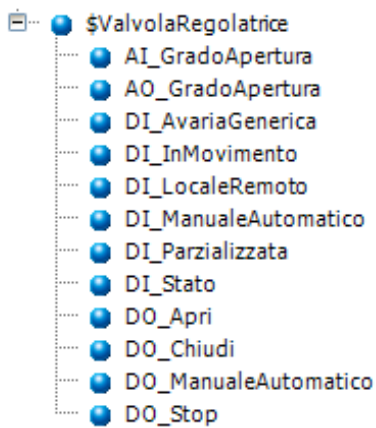 $ValvolaRegolatrice
AI_GradoApertura
AO_GradoApertura
DI_AvariaGenerica
DI_InMovimento
DI_LocaleRemoto
DI_ManualeAutomatico
DI_Parzializzata
DI_Stato
DO_Apri
DO_Chiudi
DO_ManualeAutomatico
DO_Stop